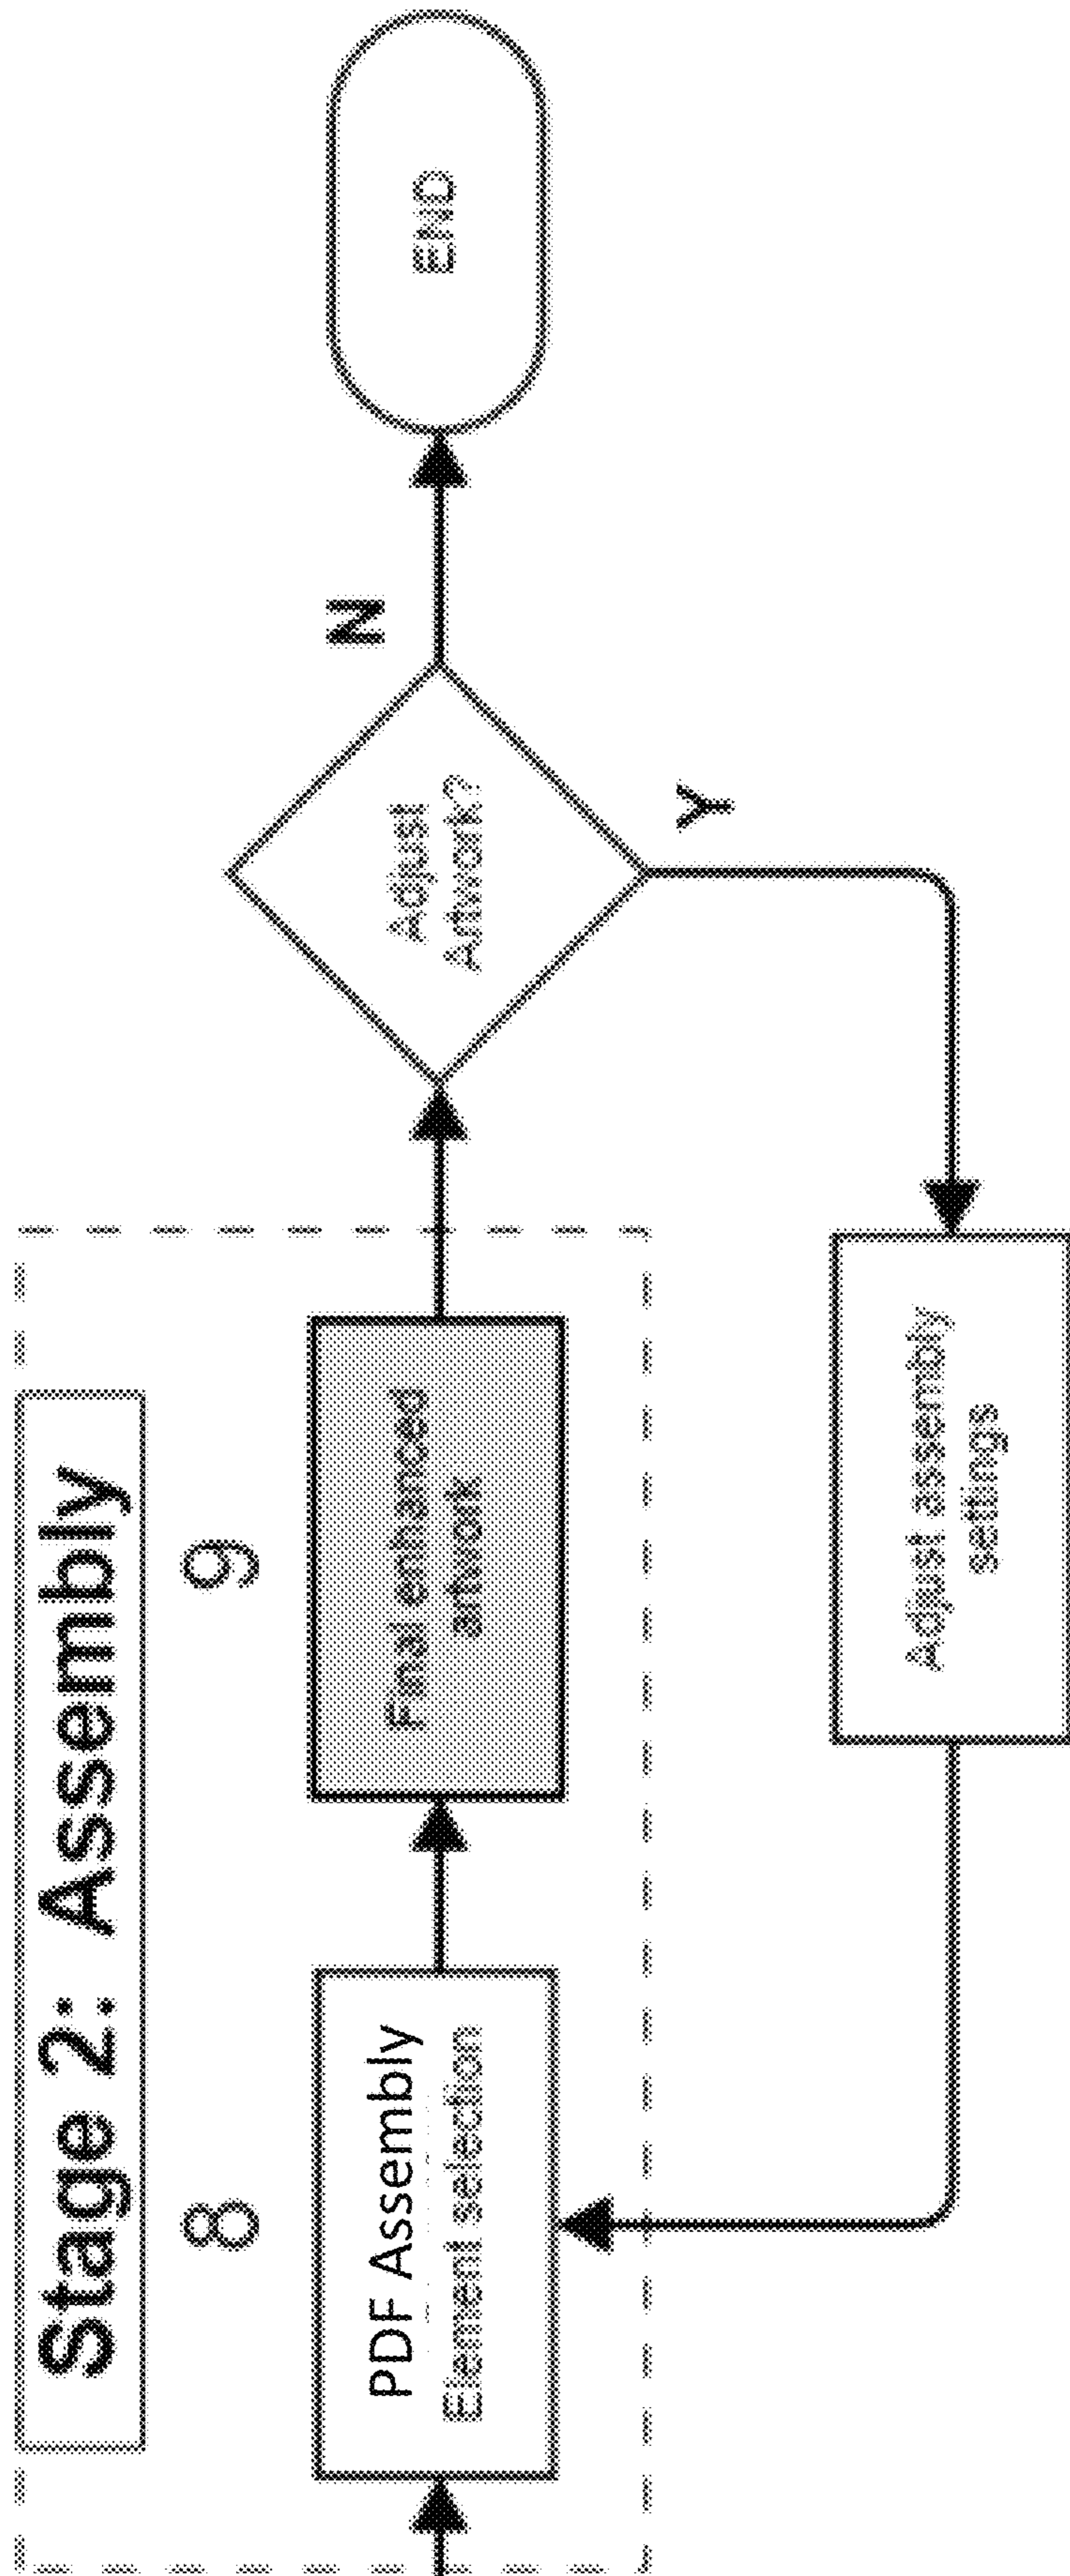 Stage 2: Assembly
8
9
PDF Assembly
Element selection
Final enhanced
artwork
Adjust
Artwork?
N
END
Y
Adjust assembly
settings